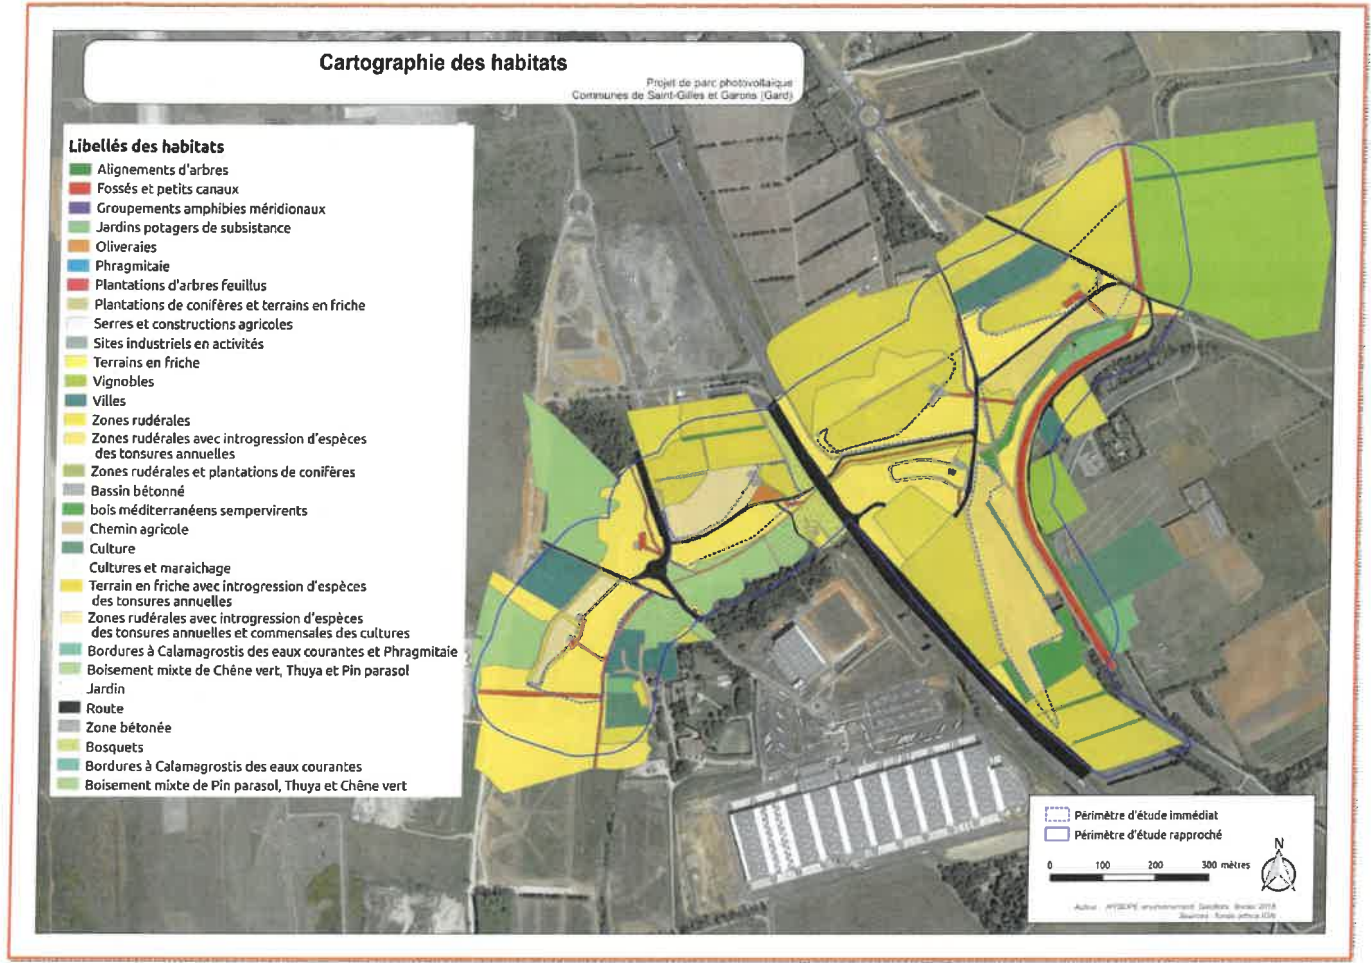 Cartographie des habitats
Projet de parc photovoltaïque
Communes de Saint-Gilles et Garons (Gard)
Libellés des habitats
Alignements d'arbres
Fossés et petits canaux
Groupements amphibies méridionaux
Jardins potagers de subsistance
Oliveraies
Phragmitaie
Plantations d'arbres feuillus
Plantations de conifères et terrains en friche
Serres et constructions agricoles
Sites industriels en activités
Terrains en friche
Vignobles
Villes
Zones rudérales
Zones rudérales avec introgression d'espèces
des tonsures annuelles
Zones rudérales et plantations de conifères
Bassin bétonné
bois méditerranéens sempervirents
Chemin agricole
Culture
Cultures et maraichage
Terrain en friche avec introgression d'espèces
des tonsures annuelles
Zones rudérales avec introgression d'espèces
des tonsures annuelles et commensales des cultures
Bordures à Calamagrostis des eaux courantes et Phragmitaie
Boisement mixte de Chêne vert, Thuya et Pin parasol
Jardin
Route
Zone bétonée
Bosquets
Bordures à Calamagrostis des eaux courantes
Boisement mixte de Pin parasol, Thuya et Chêne vert
Périmètre d'étude immédiat
Périmètre d'étude rapproché
N
0 100 200 300 mètres